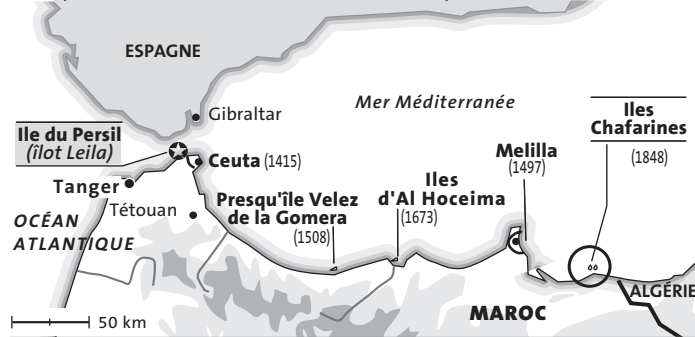 ESPAGNE
Gibraltar
Mer Méditerranée
Iles
Chafarines
(1848)
Ile du Persil
(îlot Leila)
Ceuta (1415)
Melilla
(1497)
Tanger
Tétouan
Presqu'île Velez
de la Gomera
(1508)
Iles
d'Al Hoceima
(1673)
OCÉAN
ATLANTIQUE
ALGÉRIE
MAROC
50 km